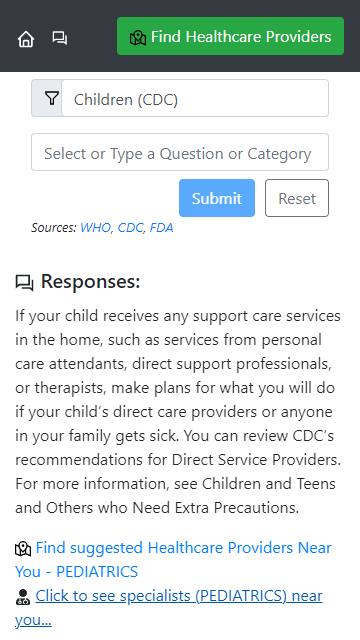 Find Healthcare Providers
Children (CDC)
Select or Type a Question or Category
Submit Reset
Sources: WHO, CDC, FDA
Responses:
If your child receives any support care services
in the home, such as services from personal
care attendants, direct support professionals,
or therapists, make plans for what you will do
if your child’s direct care providers or anyone
in your family gets sick. You can review CDC’s
recommendations for Direct Service Providers.
For more information, see Children and Teens
and Others who Need Extra Precautions.
Find suggested Healthcare Providers Near
You - PEDIATRICS
Click to see specialists (PEDIATRICS) near
you...